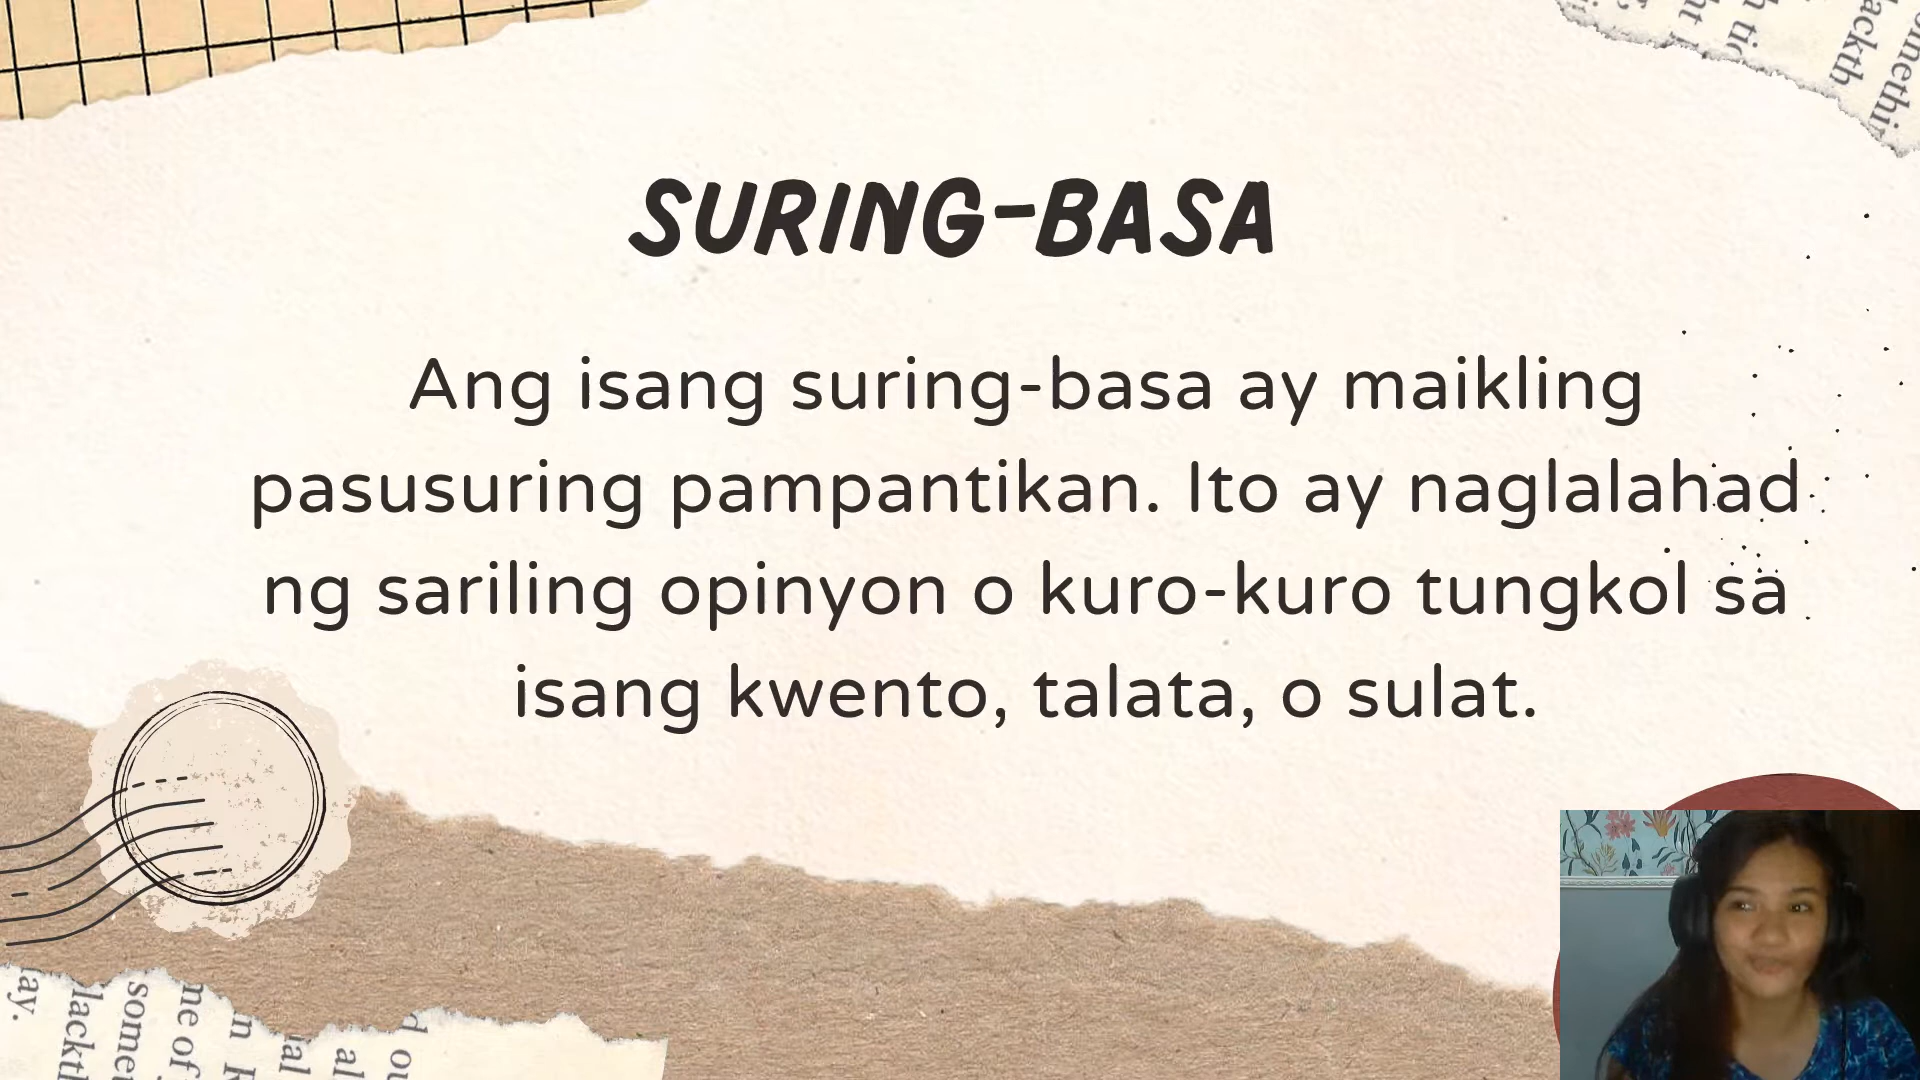 SURING-BASA
Ang isang suring-basa ay maikling
pasusuring pampantikan. Ito ay naglalahad
ng sariling opinyon o kuro-kuro tungkol sa
isang kwento, talata, o sulat.